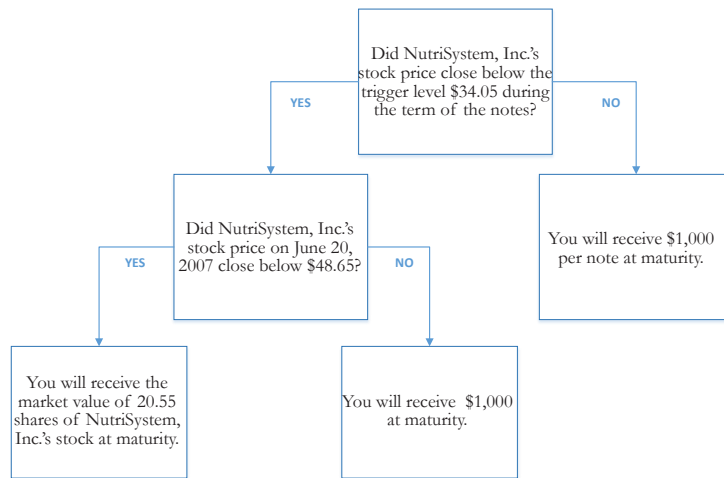 Did NutriSystem, Inc.'s
stock price close below the
trigger level $34.05 during
the term of the notes?
YES
NO
Did NutriSystem, Inc.'s
stock price on June 20,
2007 close below $48.65?
You will receive $1,000
per note at maturity.
YES
NO
You will receive the
market value of 20.55
shares of NutriSystem,
Inc.'s stock at maturity.
You will receive $1,000
at maturity.